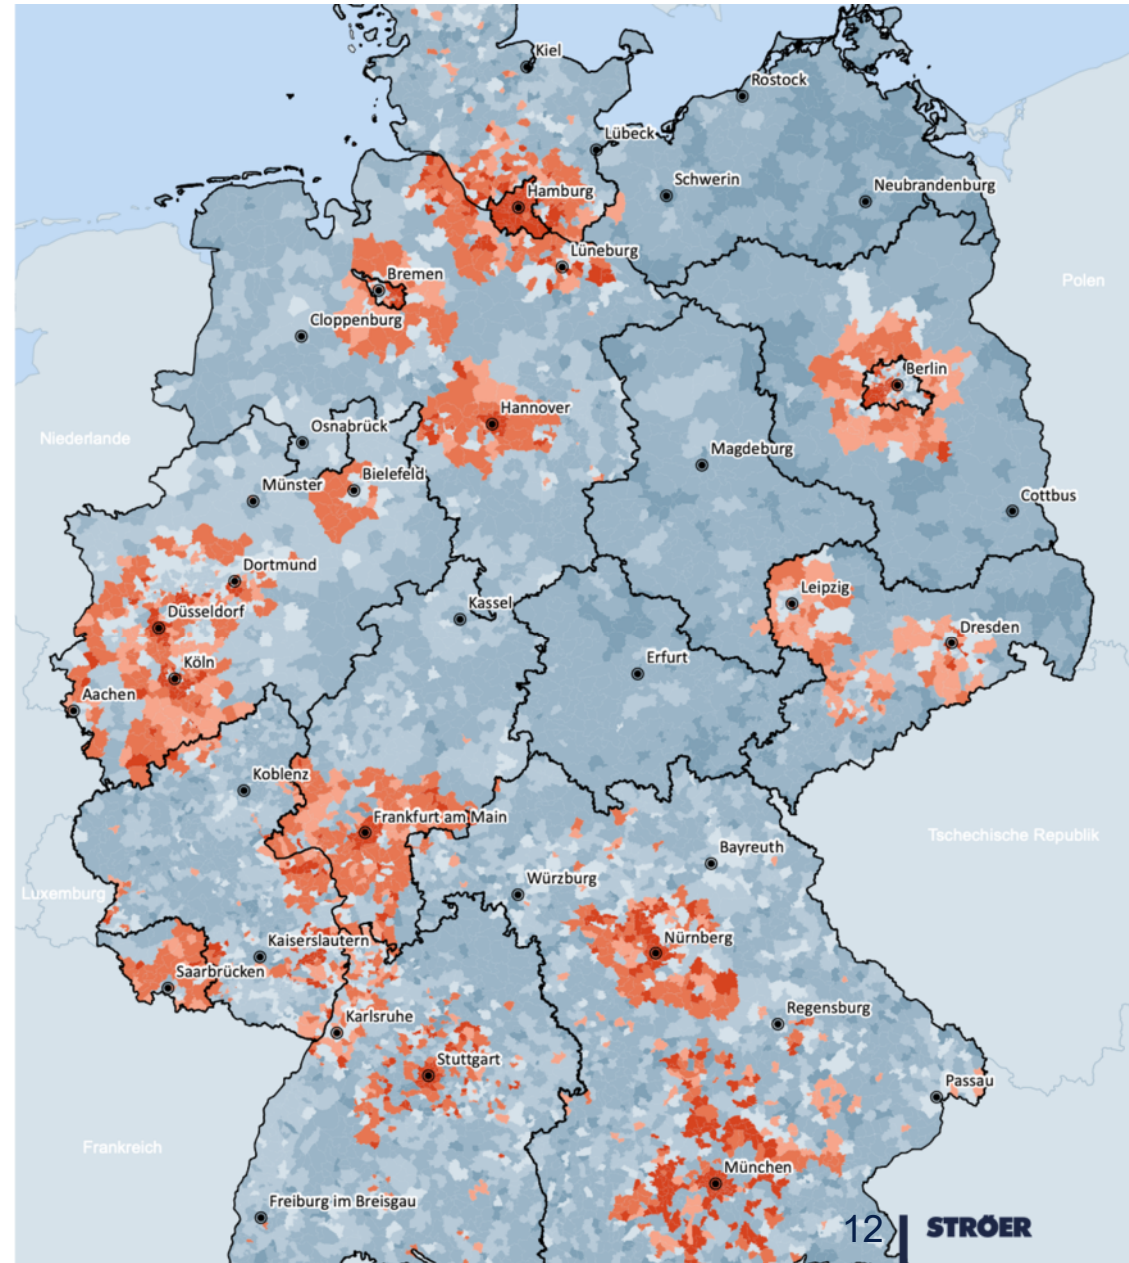 Kiel
Rostock
Lübeck
Schwerin
Neubrandenburg
Hamburg
Lüneburg
Bremen
Polen
Cloppenburg
Berlin
Hannover
Niederlande
Osnabrück
Magdeburg
Bielefeld
Münster
Cottbus
Dortmund
Leipzig
Kassel
Düsseldorf
Dresden
Köln
Erfurt
Aachen
Koblenz
Frankfurt am Main
Tschechische Republik
Bayreuth
Würzburg
Luxemburg
Kaiserslautern
Nürnberg
Saarbrücken
Regensburg
Karlsruhe
Stuttgart
Passau
Frankreich
München
Freiburg im Breisgau
12
STRÖER